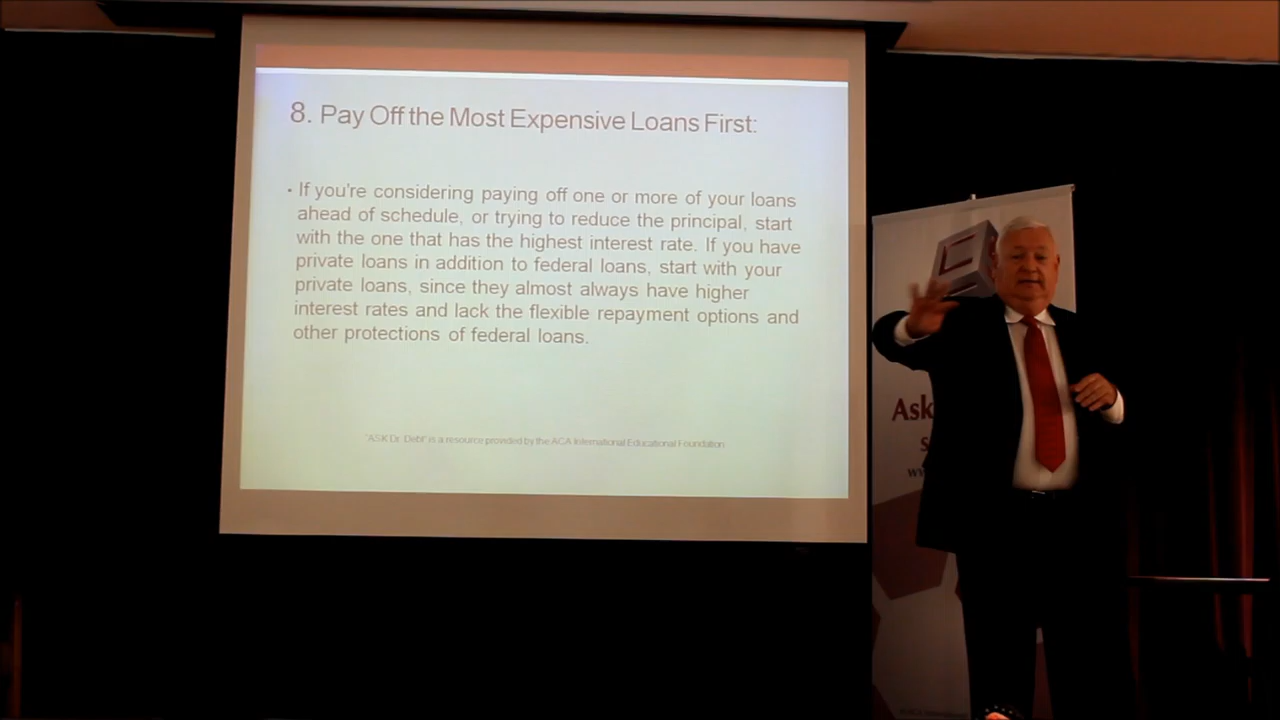 8. Pay Off the Most Expensive Loans First:
• If you're considering paying off one or more of your loans
ahead of schedule, or trying to reduce the principal, start
with the one that has the highest interest rate. If you have
private loans in addition to federal loans, start with your
private loans, since they almost always have higher
interest rates and lack the flexible repayment options and
other protections of federal loans.
"ASK Dr. Debt" is a resource provided by the ACA International Educational Foundation
Ask